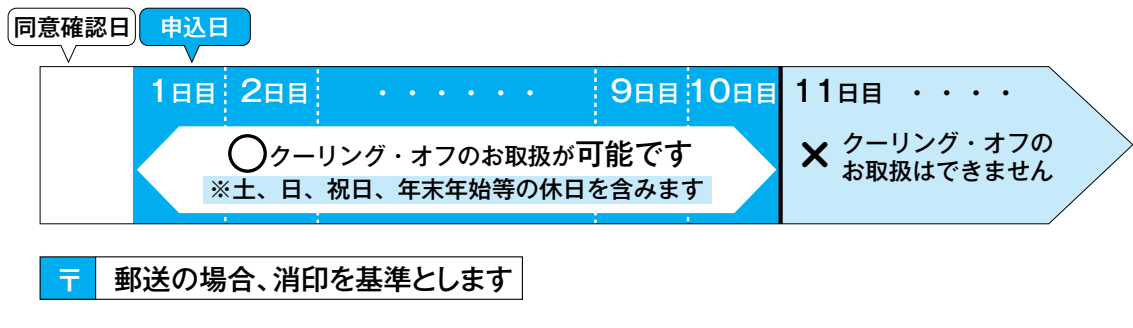 同意確認日 申込日
1日目 2日目 ・・・・・・ 9日目 10日目 11日目 ・・・・
○クーリング・オフのお取扱が可能です
※土、日、祝日、年末年始等の休日を含みます
× クーリング・オフの
お取扱はできません
〒 郵送の場合、消印を基準とします